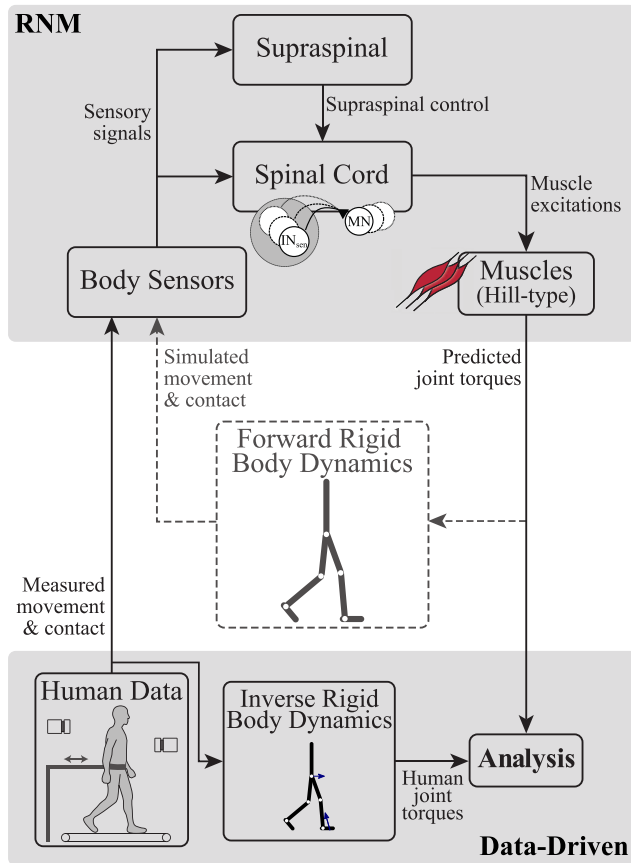 RNM
Supraspinal
Sensory
signals
Supraspinal control
Spinal Cord
Muscle
excitations
IN_sen
MN
Body Sensors
Muscles
(Hill-type)
Simulated
movement
& contact
Predicted
joint torques
Forward Rigid
Body Dynamics
Measured
movement
& contact
Human Data
Inverse Rigid
Body Dynamics
Analysis
Human
joint
torques
Data-Driven